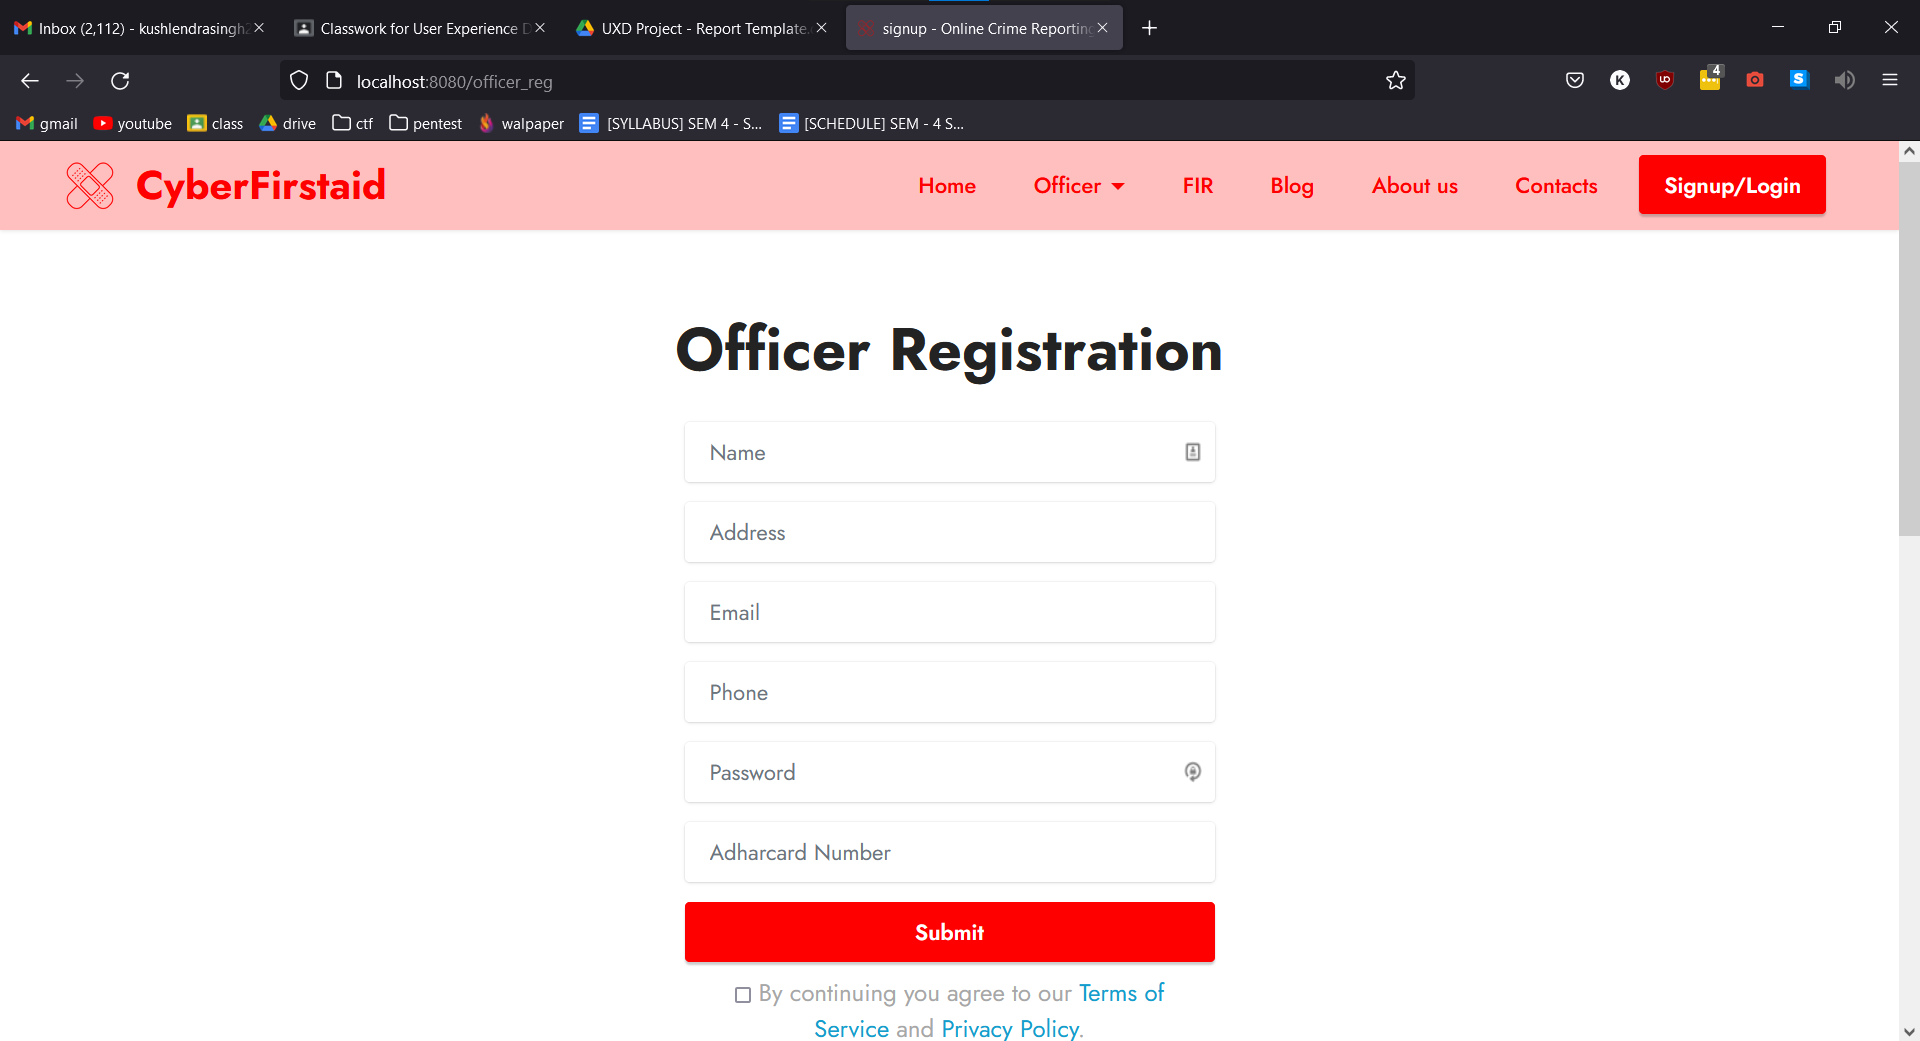 Inbox (2,112) - kushlendrasingh2
Classwork for User Experience D
UXD Project - Report Template.
signup - Online Crime Reporting
localhost:8080/officer_reg
K
4
S
gmail
youtube
class
drive
ctf
pentest
walpaper
[SYLLABUS] SEM 4 - S...
[SCHEDULE] SEM - 4 S...
CyberFirstaid
Home
Officer
FIR
Blog
About us
Contacts
Signup/Login
Officer Registration
Name
Address
Email
Phone
Password
Adharcard Number
Submit
By continuing you agree to our Terms of
Service and Privacy Policy.